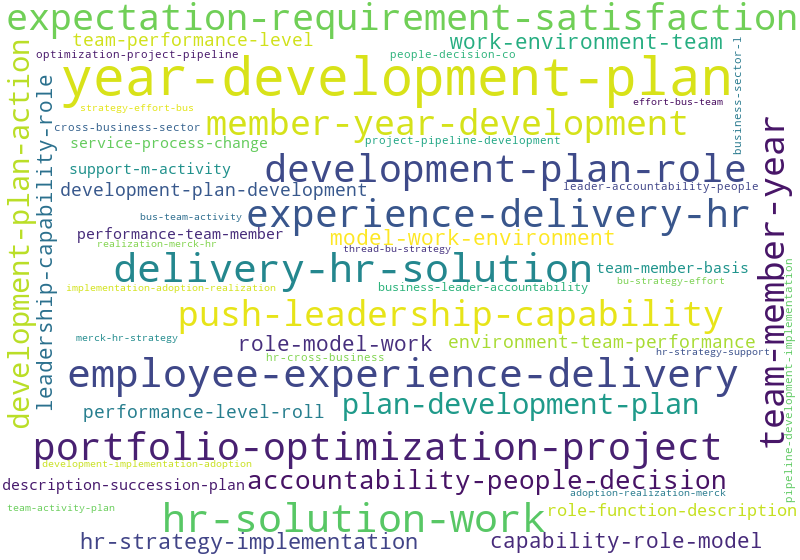 expectation-requirement-satisfaction
team-performance-level
work-environment-team
optimization-project-pipeline
people-decision-co
business-sector-1
year-development-plan
development-plan-action
leadership-capability-role
strategy-effort-bus
effort-bus-team
member-year-development
cross-business-sector
service-process-change
project-pipeline-development
development-plan-role
support-m-activity
development-plan-development
leader-accountability-people
team-member-year
bus-team-activity
experience-delivery-hr
performance-team-member
model-work-environment
realization-merck-hr
thread-bu-strategy
delivery-hr-solution
team-member-basis
bu-strategy-effort
implementation-adoption-realization
business-leader-accountability
pipeline-development-implementation
push-leadership-capability
merck-hr-strategy
role-model-work
environment-team-performance
hr-cross-business
hr-strategy-support
employee-experience-delivery
performance-level-roll
plan-development-plan
portfolio-optimization-project
development-implementation-adoption
description-succession-plan
accountability-people-decision
adoption-realization-merck
team-activity-plan
hr-solution-work
role-function-description
hr-strategy-implementation
capability-role-model